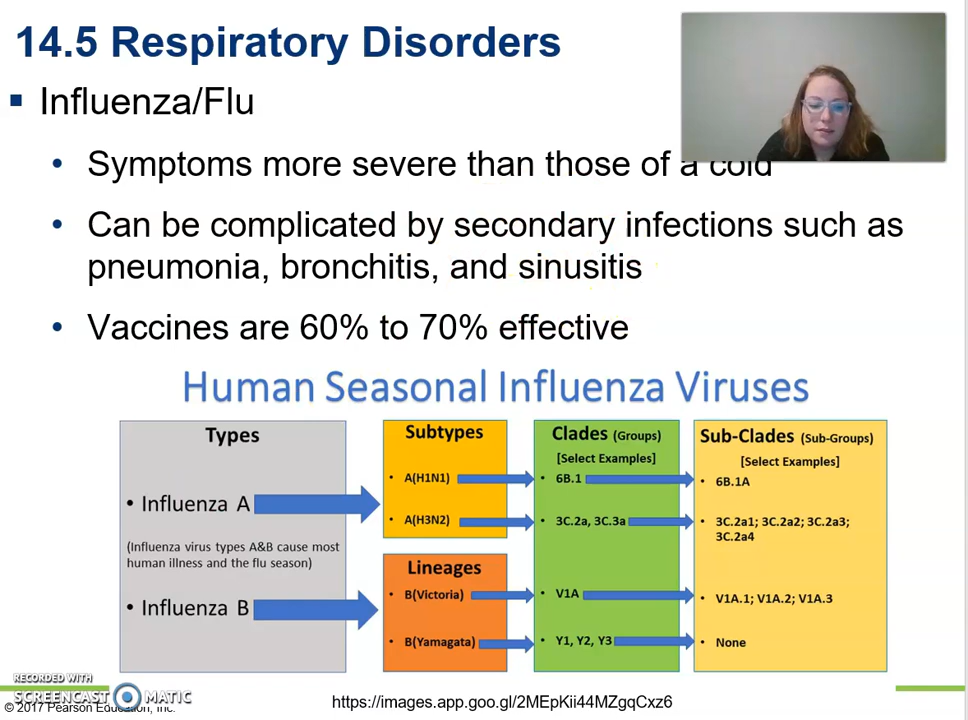 14.5 Respiratory Disorders
Influenza/Flu
Symptoms more severe than those of a cold
Can be complicated by secondary infections such as
pneumonia, bronchitis, and sinusitis
Vaccines are 60% to 70% effective
Human Seasonal Influenza Viruses
Types
• Influenza A
(Influenza virus types A&B cause most
human illness and the flu season)
• Influenza B
Subtypes
• A(H1N1)
• A(H3N2)
Lineages
• B(Victoria)
• B(Yamagata)
Clades (Groups)
[Select Examples]
• 6B.1
• 3C.2a, 3C.3a
• V1A
• Y1, Y2, Y3
Sub-Clades (Sub-Groups)
[Select Examples]
• 6B.1A
• 3C.2a1; 3C.2a2; 3C.2a3;
3C.2a4
• V1A.1; V1A.2; V1A.3
• None
RECORDED WITH
SCREENCAST MATIC
© 2017 Pearson Education, Inc.
https://images.app.goo.gl/2MEpKii44MZgqCxz6